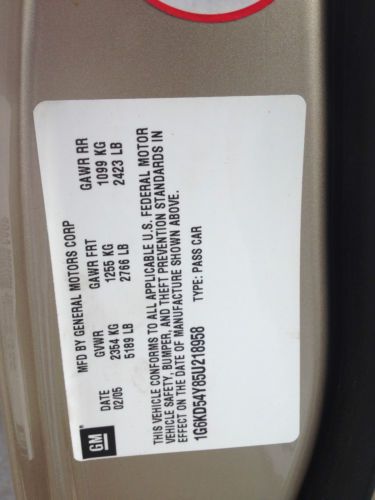 MFD BY GENERAL MOTORS CORP
DATE GVWR GAWR FRT GAWR RR
02/05 2354 KG 1255 KG 1099 KG
5189 LB 2766 LB 2423 LB
THIS VEHICLE CONFORMS TO ALL APPLICABLE U.S. FEDERAL MOTOR
VEHICLE SAFETY, BUMPER, AND THEFT PREVENTION STANDARDS IN
EFFECT ON THE DATE OF MANUFACTURE SHOWN ABOVE.
1G6KD54Y85U218958 TYPE: PASS CAR
GM